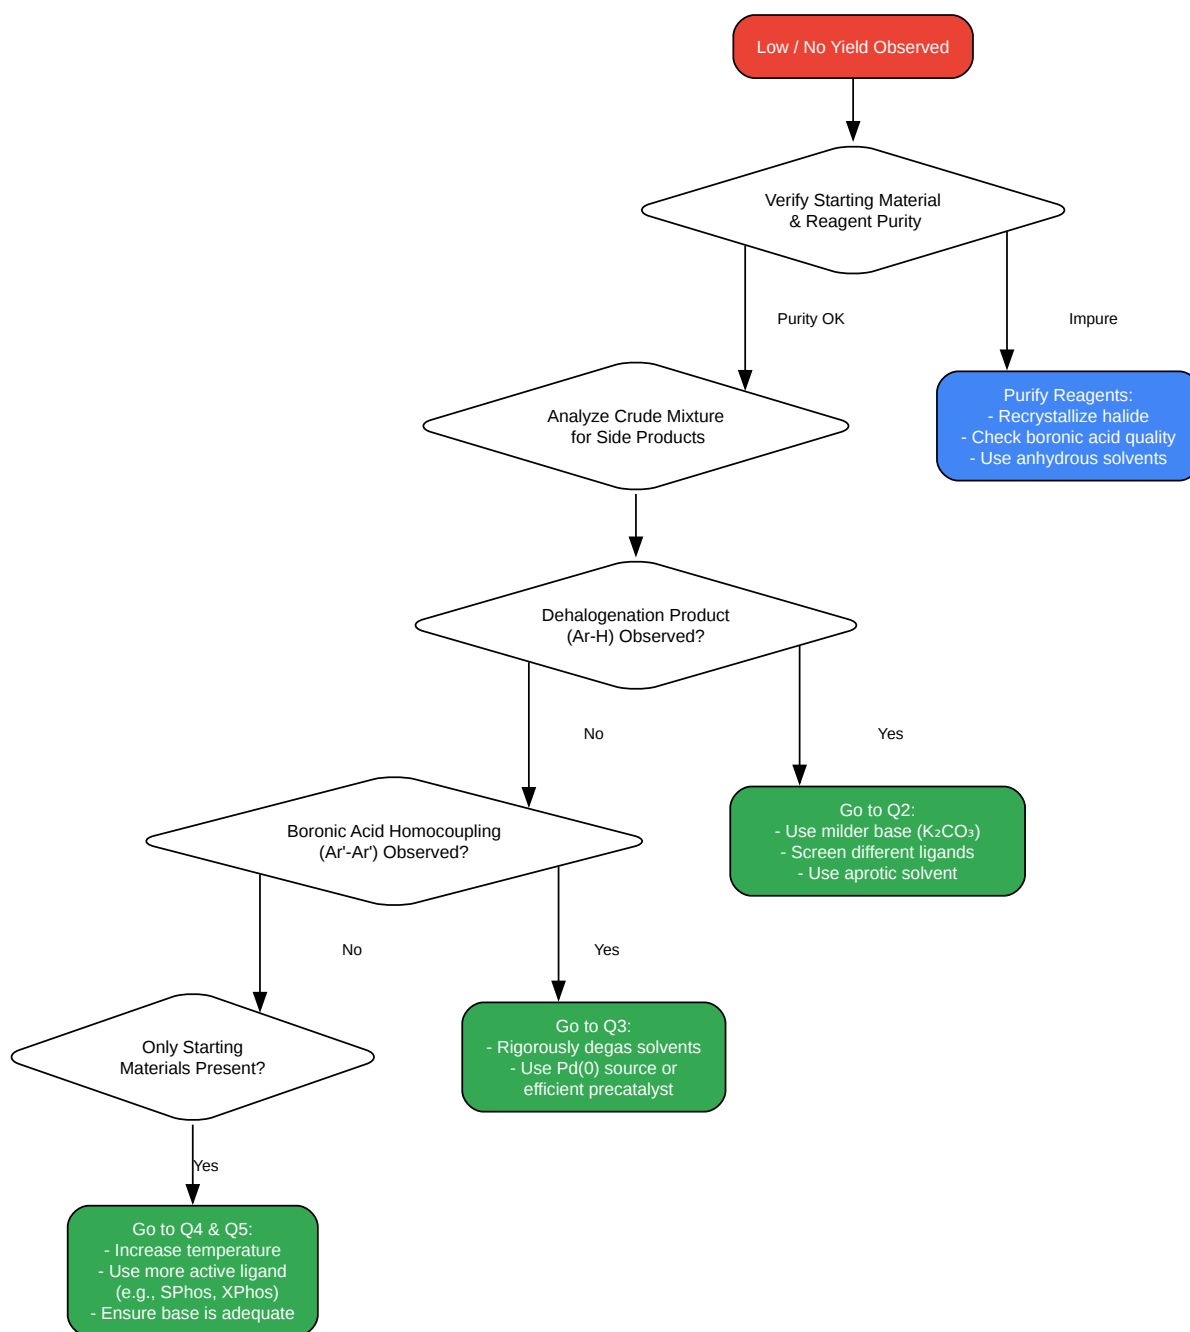 Low / No Yield Observed
Verify Starting Material
& Reagent Purity
Purity OK
Impure
Analyze Crude Mixture
for Side Products
Purify Reagents:
- Recrystallize halide
- Check boronic acid quality
- Use anhydrous solvents
Dehalogenation Product
(Ar-H) Observed?
No
Yes
Boronic Acid Homocoupling
(Ar'-Ar') Observed?
Go to Q2:
- Use milder base (K₂CO₃)
- Screen different ligands
- Use aprotic solvent
No
Yes
Only Starting
Materials Present?
Go to Q3:
- Rigorously degas solvents
- Use Pd(0) source or
efficient precatalyst
Yes
Go to Q4 & Q5:
- Increase temperature
- Use more active ligand
(e.g., SPhos, XPhos)
- Ensure base is adequate